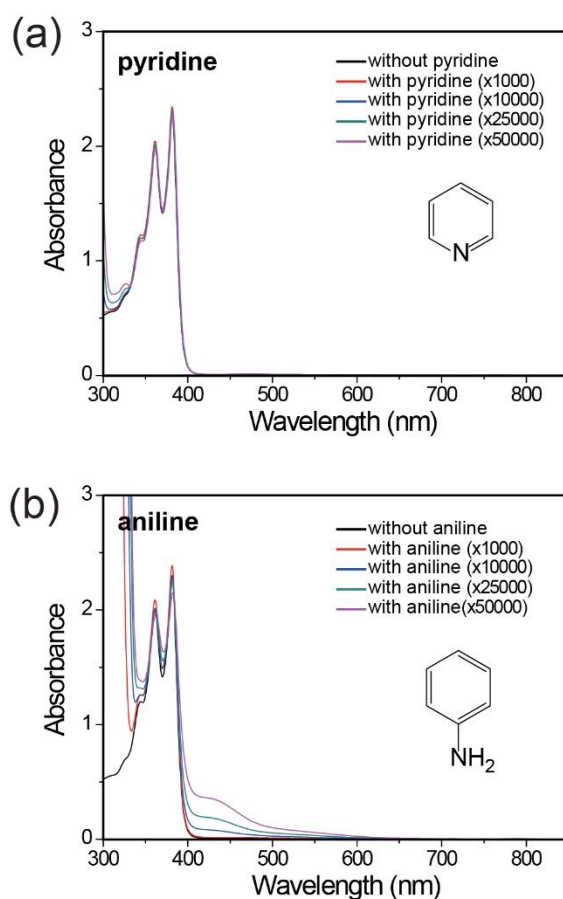 (a)
3
2
1
0
Absorbance
pyridine
without pyridine
with pyridine (x1000)
with pyridine (x10000)
with pyridine (x25000)
with pyridine (x50000)
N
300 400 500 600 700 800
Wavelength (nm)
(b)
3
2
1
0
Absorbance
aniline
without aniline
with aniline (x1000)
with aniline (x10000)
with aniline (x25000)
with aniline(x50000)
NH2
300 400 500 600 700 800
Wavelength (nm)